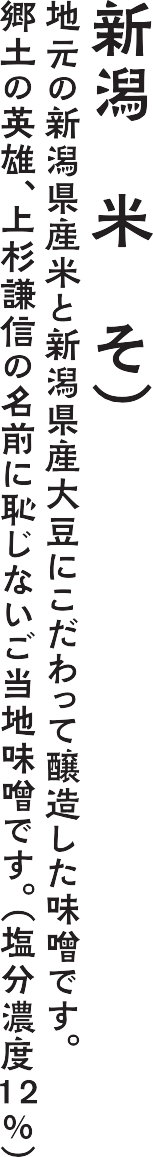 新潟 米 そ）
地元の新潟県産米と新潟県産大豆にこだわって醸造した味噌です。
郷土の英雄、上杉謙信の名前に恥じないご当地味噌です。（塩分濃度12％）